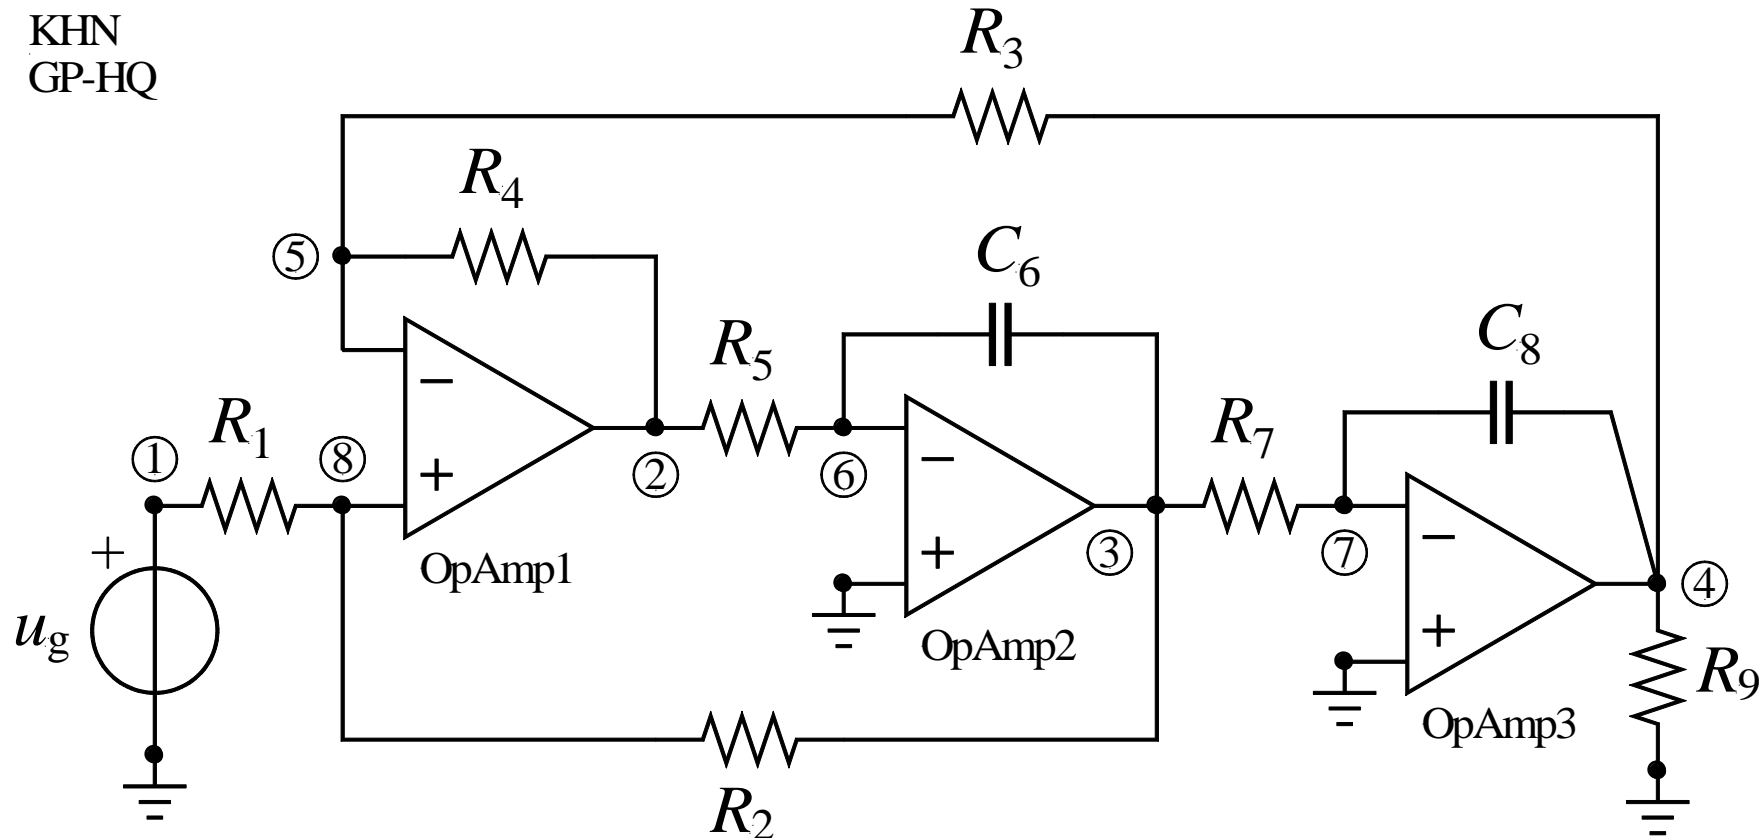 KHN
GP-HQ
R3
R4
5
C6
R5
C8
R1
R7
1
8
−
+
2
6
−
+
3
7
−
+
4
+
OpAmp1
ug
OpAmp2
OpAmp3
R9
R2